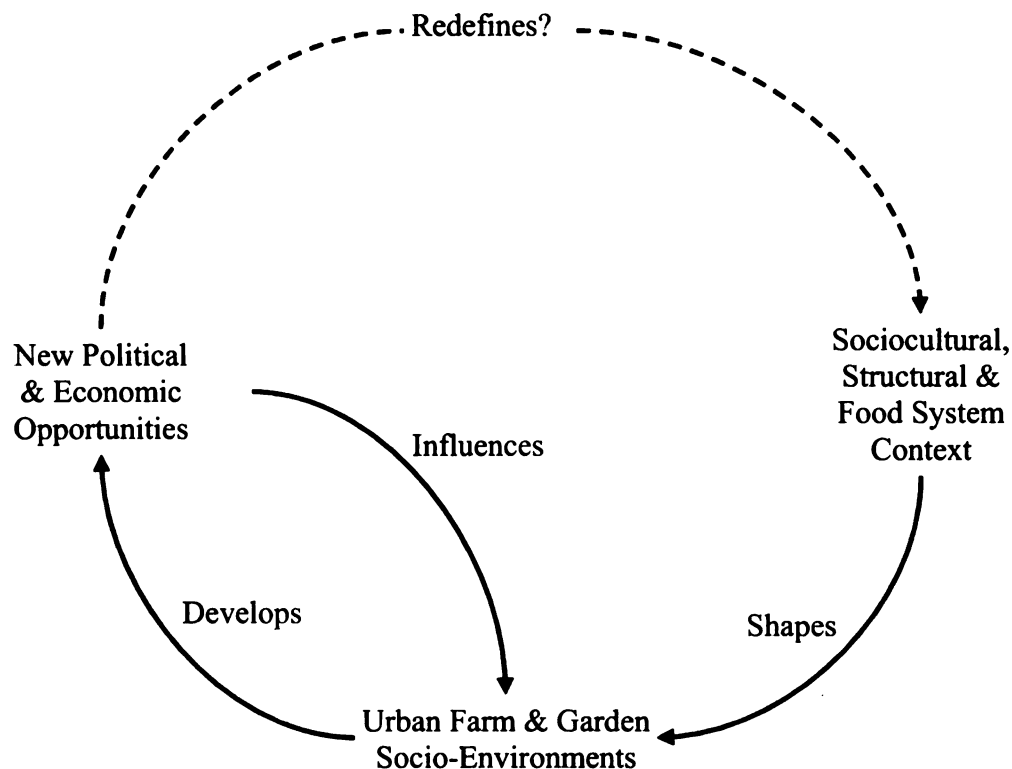 Redefines?
New Political
& Economic
Opportunities
Sociocultural,
Structural &
Food System
Context
Influences
Develops
Shapes
Urban Farm & Garden
Socio-Environments